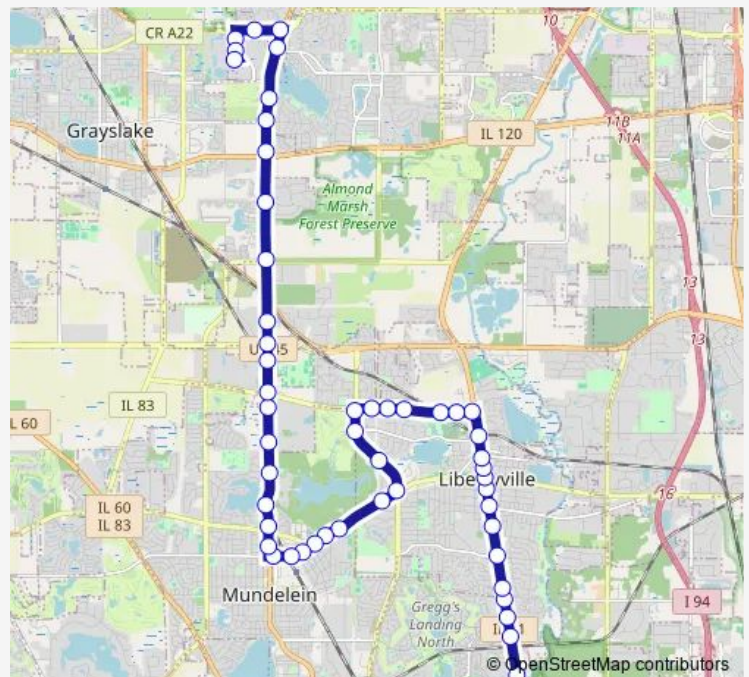 10
CR A22
Grayslake
IL 120
11B
11A
Almond
Marsh
Forest Preserve
13
13
IL 83
IL 60
16
IL 60
IL 83
Mundelein
Gregg's
Landing
North
I 94
© OpenStreetMap contributors